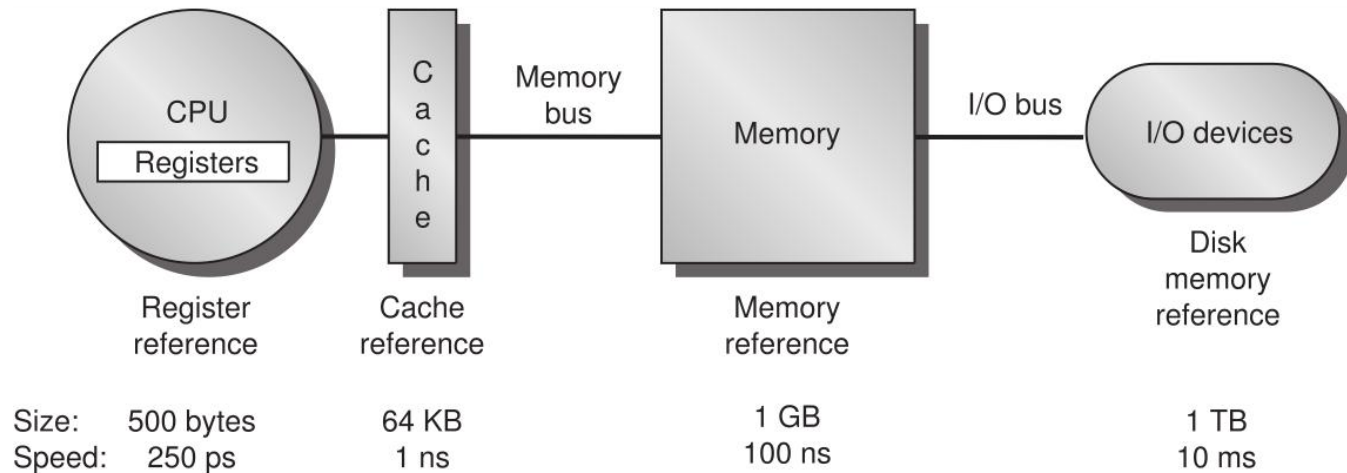 CPU
Registers
Cache
Memory
bus
Memory
I/O bus
I/O devices
Register
reference
Cache
reference
Memory
reference
Disk
memory
reference
Size: 500 bytes 64 KB 1 GB 1 TB
Speed: 250 ps 1 ns 100 ns 10 ms